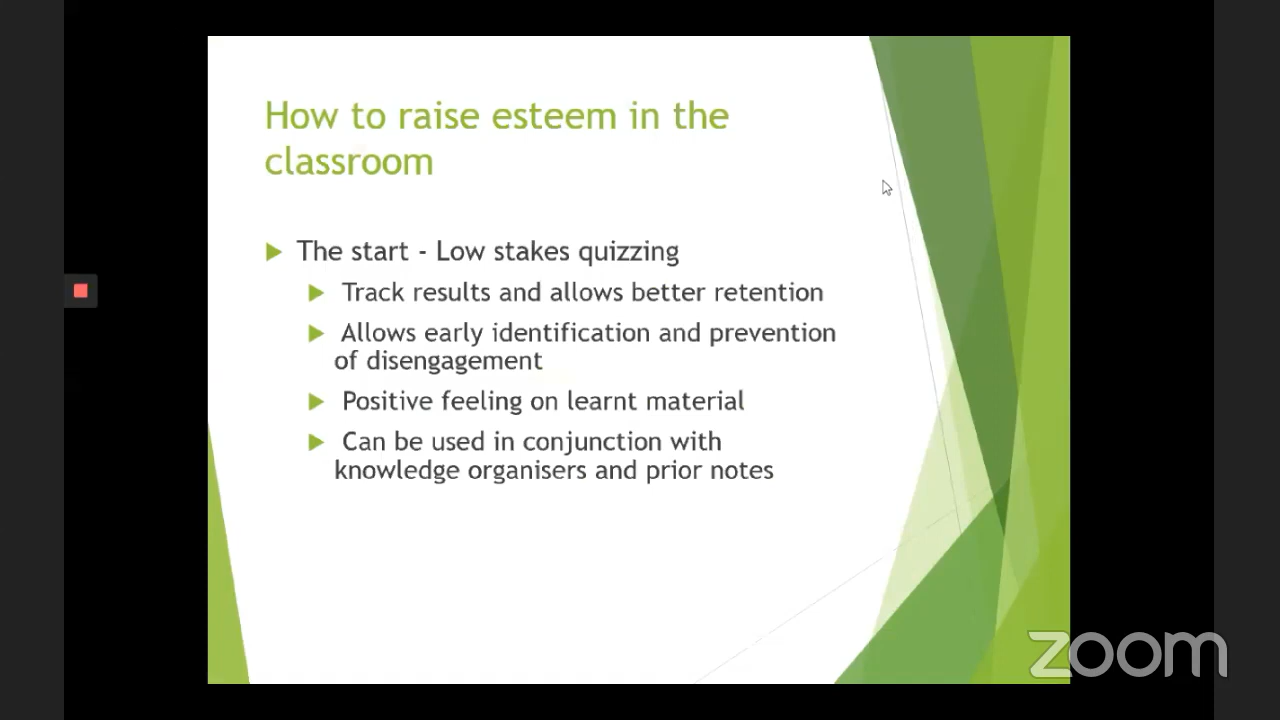 How to raise esteem in the
classroom
The start - Low stakes quizzing
Track results and allows better retention
Allows early identification and prevention
of disengagement
Positive feeling on learnt material
Can be used in conjunction with
knowledge organisers and prior notes
zoom